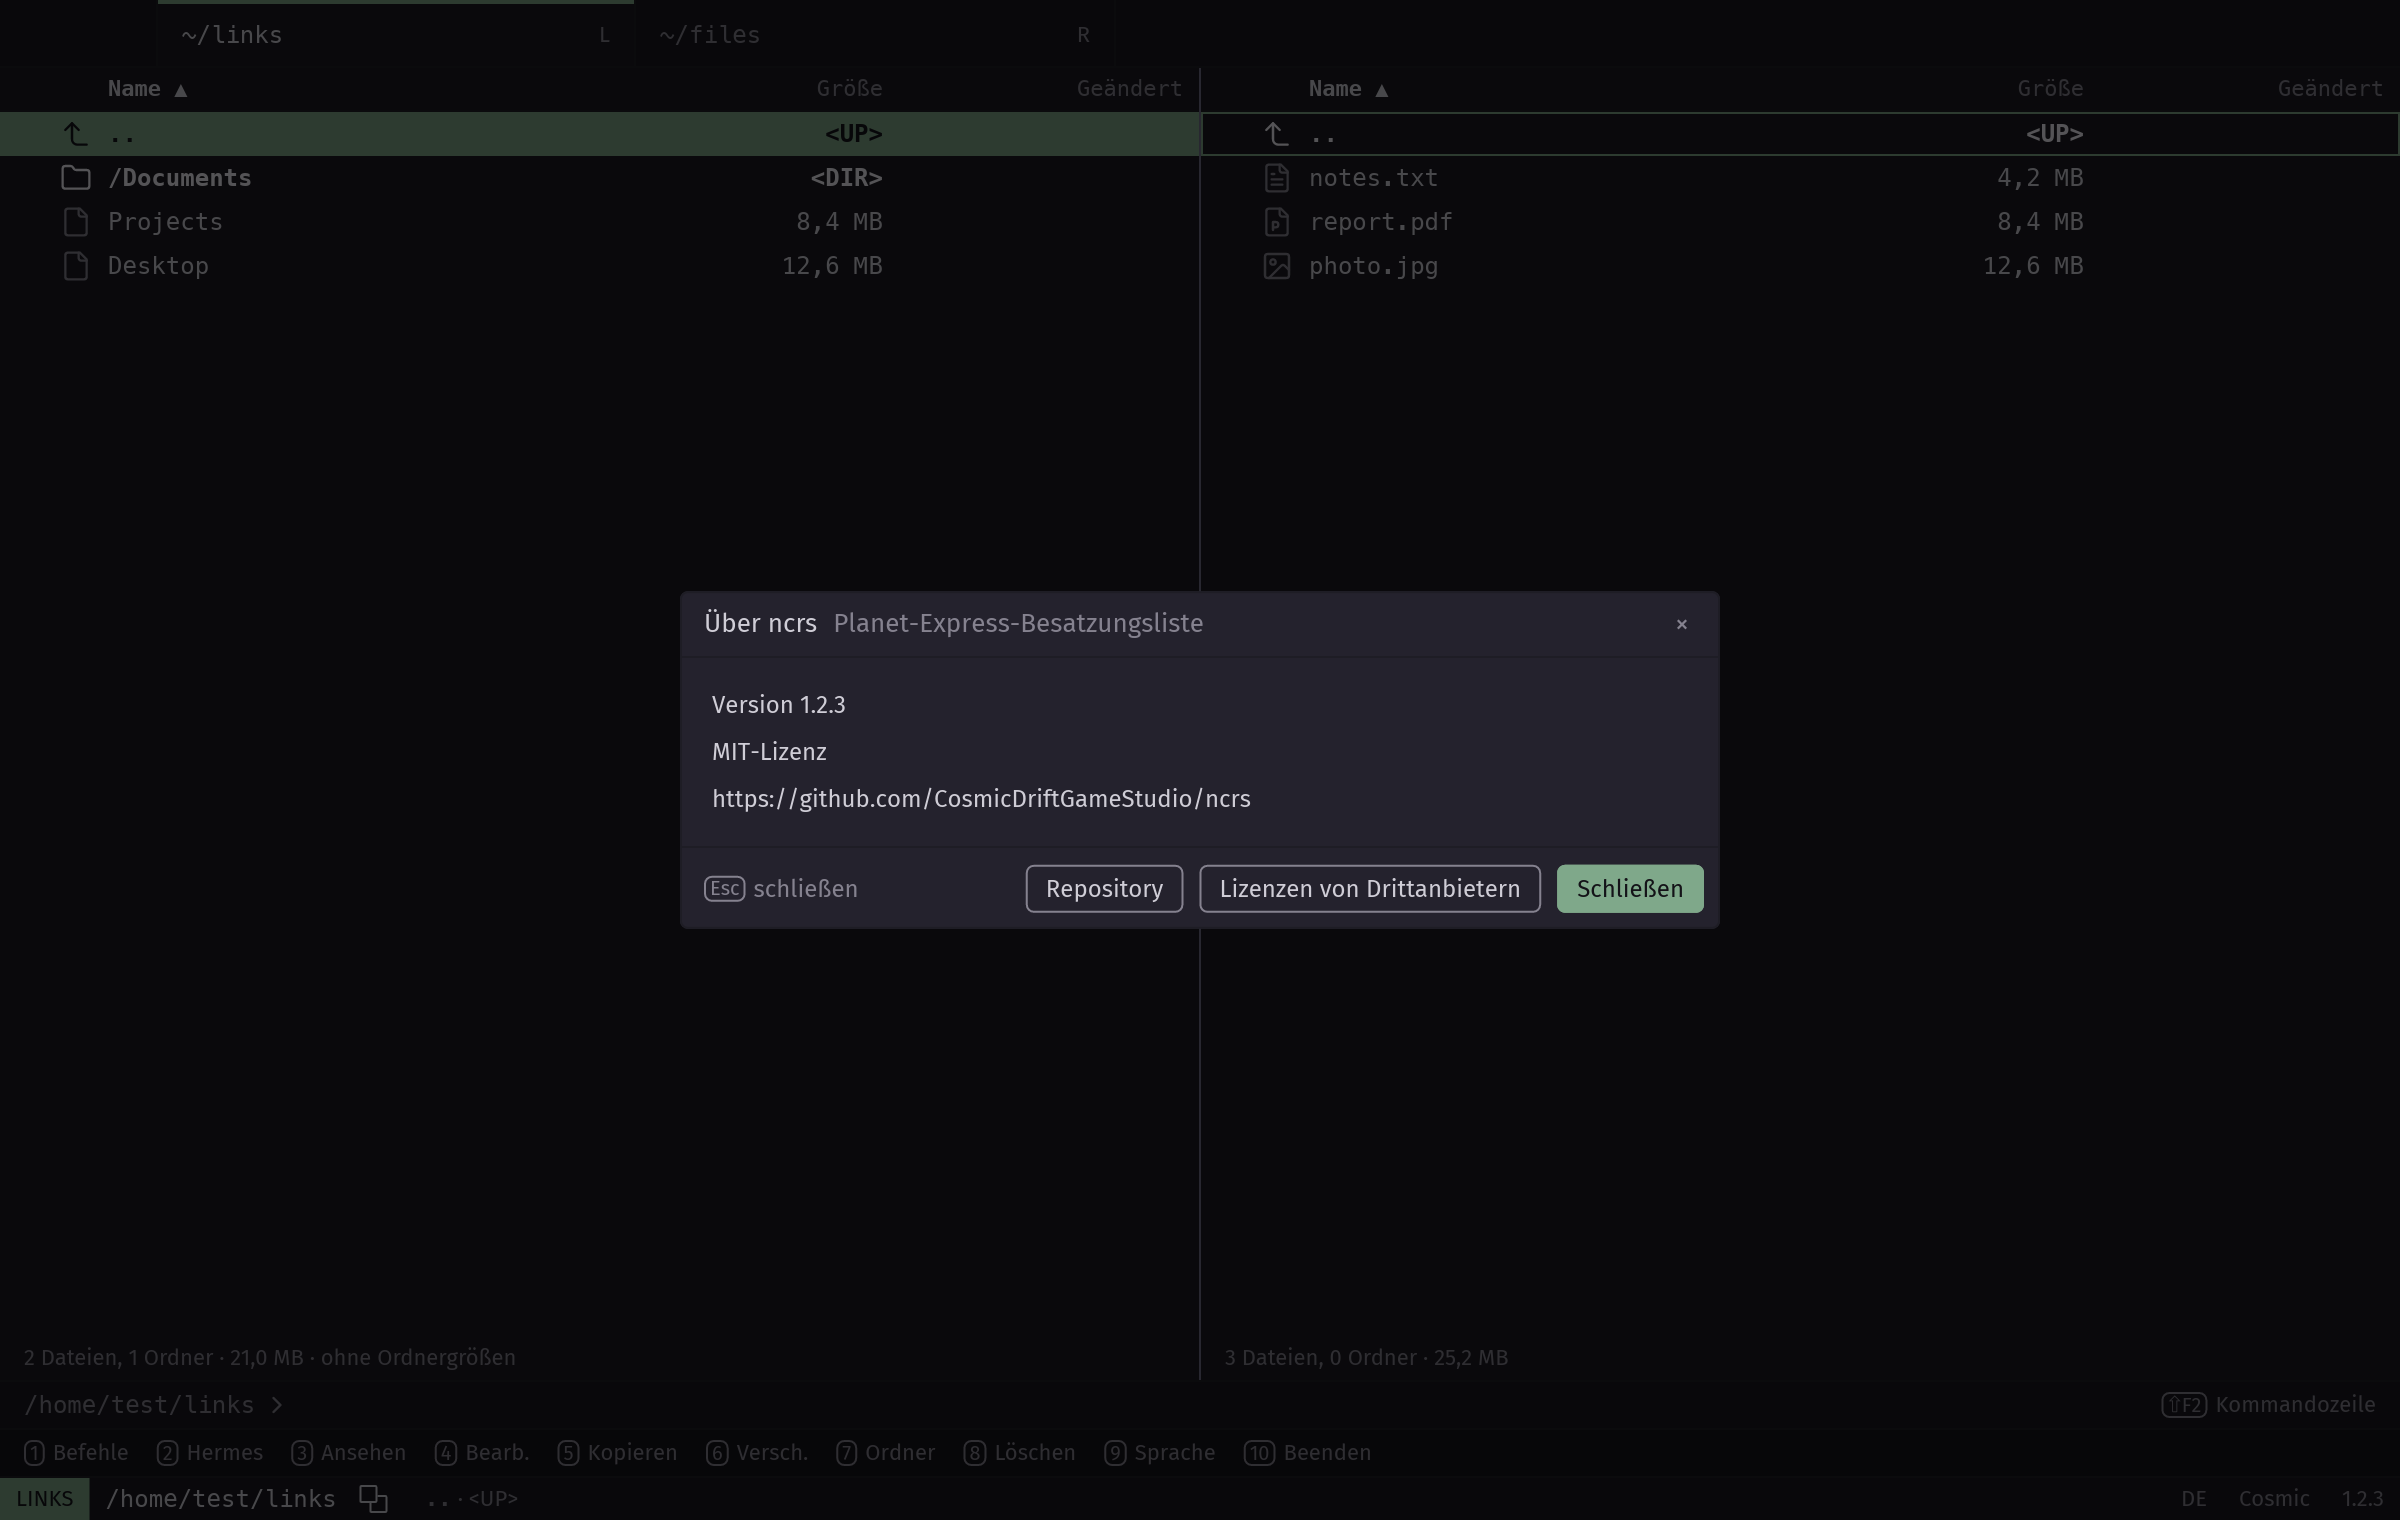 ~/links L ~/files R
Name ▲ Größe Geändert Name ▲ Größe Geändert
.. <UP> .. <UP>
/Documents <DIR> notes.txt 4,2 MB
Projects 8,4 MB report.pdf 8,4 MB
Desktop 12,6 MB photo.jpg 12,6 MB
Über ncrs Planet-Express-Besatzungsliste ×
Version 1.2.3
MIT-Lizenz
https://github.com/CosmicDriftGameStudio/ncrs
Esc schließen Repository Lizenzen von Drittanbietern Schließen
2 Dateien, 1 Ordner · 21,0 MB · ohne Ordnergrößen 3 Dateien, 0 Ordner · 25,2 MB
/home/test/links > ⇧F2 Kommandozeile
1 Befehle 2 Hermes 3 Ansehen 4 Bearb. 5 Kopieren 6 Versch. 7 Ordner 8 Löschen 9 Sprache 10 Beenden
LINKS /home/test/links .. · <UP> DE Cosmic 1.2.3